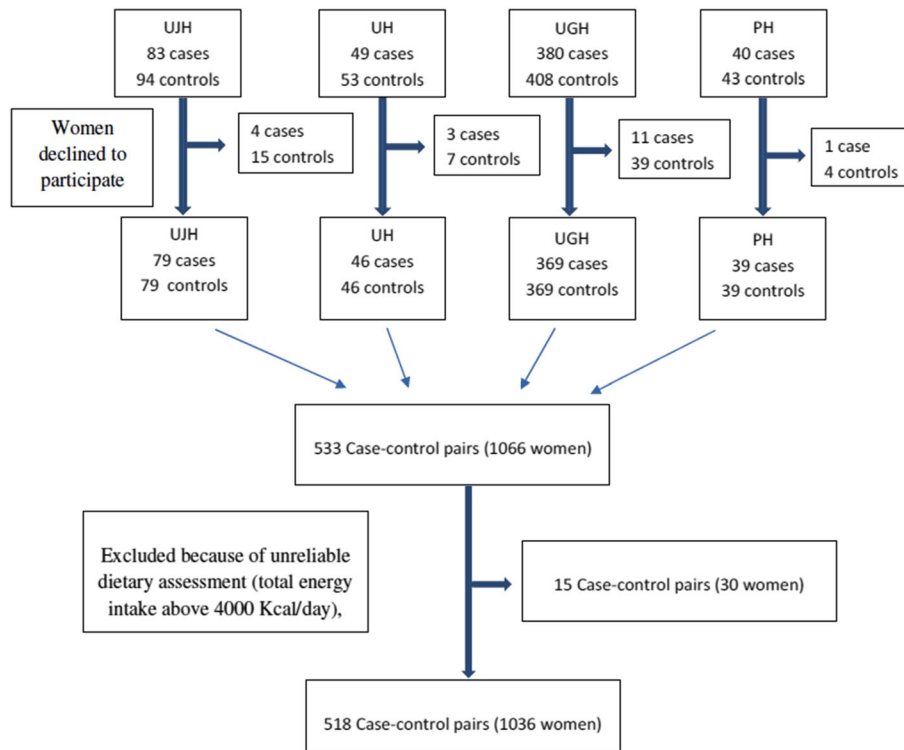 UJH
83 cases
94 controls
UH
49 cases
53 controls
UGH
380 cases
408 controls
PH
40 cases
43 controls
Women
declined to
participate
4 cases
15 controls
3 cases
7 controls
11 cases
39 controls
1 case
4 controls
UJH
79 cases
79 controls
UH
46 cases
46 controls
UGH
369 cases
369 controls
PH
39 cases
39 controls
533 Case-control pairs (1066 women)
Excluded because of unreliable
dietary assessment (total energy
intake above 4000 Kcal/day),
15 Case-control pairs (30 women)
518 Case-control pairs (1036 women)